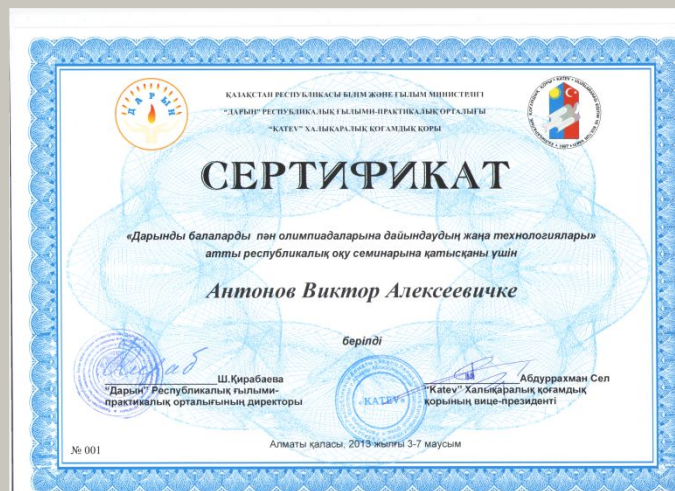 ҚАЗАҚСТАН РЕСПУБЛИКАСЫ БІЛІМ ЖӘНЕ ҒЫЛЫМ МИНИСТРЛІГІ
"ДАРЫН" РЕСПУБЛИКАЛЫҚ ҒЫЛЫМИ-ПРАКТИКАЛЫҚ ОРТАЛЫҒЫ
"KATEV" ХАЛЫҚАРАЛЫҚ ҚОҒАМДЫҚ ҚОРЫ
ДАРЫН
СЕРТИФИКАТ
«Дарынды балаларды пән олимпиадаларына дайындаудың жаңа технологиялары»
атты республикалық оқу семинарына қатысқаны үшін
Антонов Виктор Алексеевичке
берілді
Ш.Қирабаева
"Дарын" Республикалық ғылыми-
практикалық орталығының директоры
«KATEV»
Абдуррахман Сел
"Katev" Халықаралық қоғамдық
қорының вице-президенті
№ 001
Алматы қаласы, 2013 жылғы 3-7 маусым